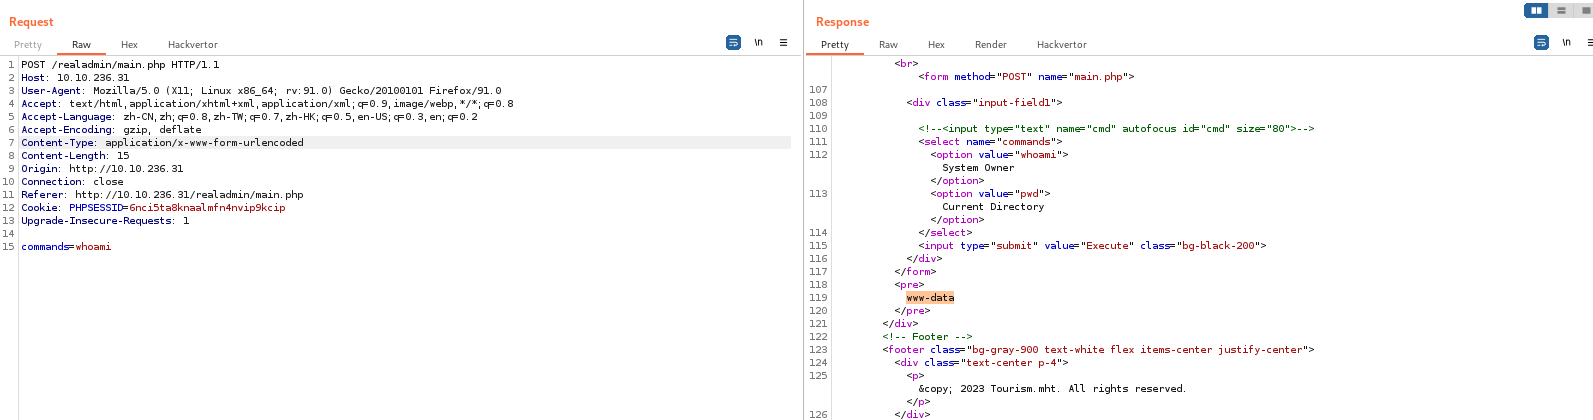 Request
Pretty Raw Hex Hackvertor \n
1 POST /realadmin/main.php HTTP/1.1
2 Host: 10.10.236.31
3 User-Agent: Mozilla/5.0 (X11; Linux x86_64; rv:91.0) Gecko/20100101 Firefox/91.0
4 Accept: text/html,application/xhtml+xml,application/xml;q=0.9,image/webp,*/*;q=0.8
5 Accept-Language: zh-CN,zh;q=0.8,zh-TW;q=0.7,zh-HK;q=0.5,en-US;q=0.3,en;q=0.2
6 Accept-Encoding: gzip, deflate
7 Content-Type: application/x-www-form-urlencoded
8 Content-Length: 15
9 Origin: http://10.10.236.31
10 Connection: close
11 Referer: http://10.10.236.31/realadmin/main.php
12 Cookie: PHPSESSID=6nci5ta8knaalmfn4nvip9kcip
13 Upgrade-Insecure-Requests: 1
14
15 commands=whoami
Response
Pretty Raw Hex Render Hackvertor \n
<br>
<form method="POST" name="main.php">
107
108 <div class="input-field1">
109
110 <!--<input type="text" name="cmd" autofocus id="cmd" size="80">-->
111 <select name="commands">
112 <option value="whoami">
System Owner
</option>
113 <option value="pwd">
Current Directory
</option>
114 </select>
115 <input type="submit" value="Execute" class="bg-black-200">
116 </div>
117 </form>
118 <pre>
119 www-data
120 </pre>
121 </div>
122 <!-- Footer -->
123 <footer class="bg-gray-900 text-white flex items-center justify-center">
124 <div class="text-center p-4">
125 <p>
&copy; 2023 Tourism.mht. All rights reserved.
</p>
126 </div>